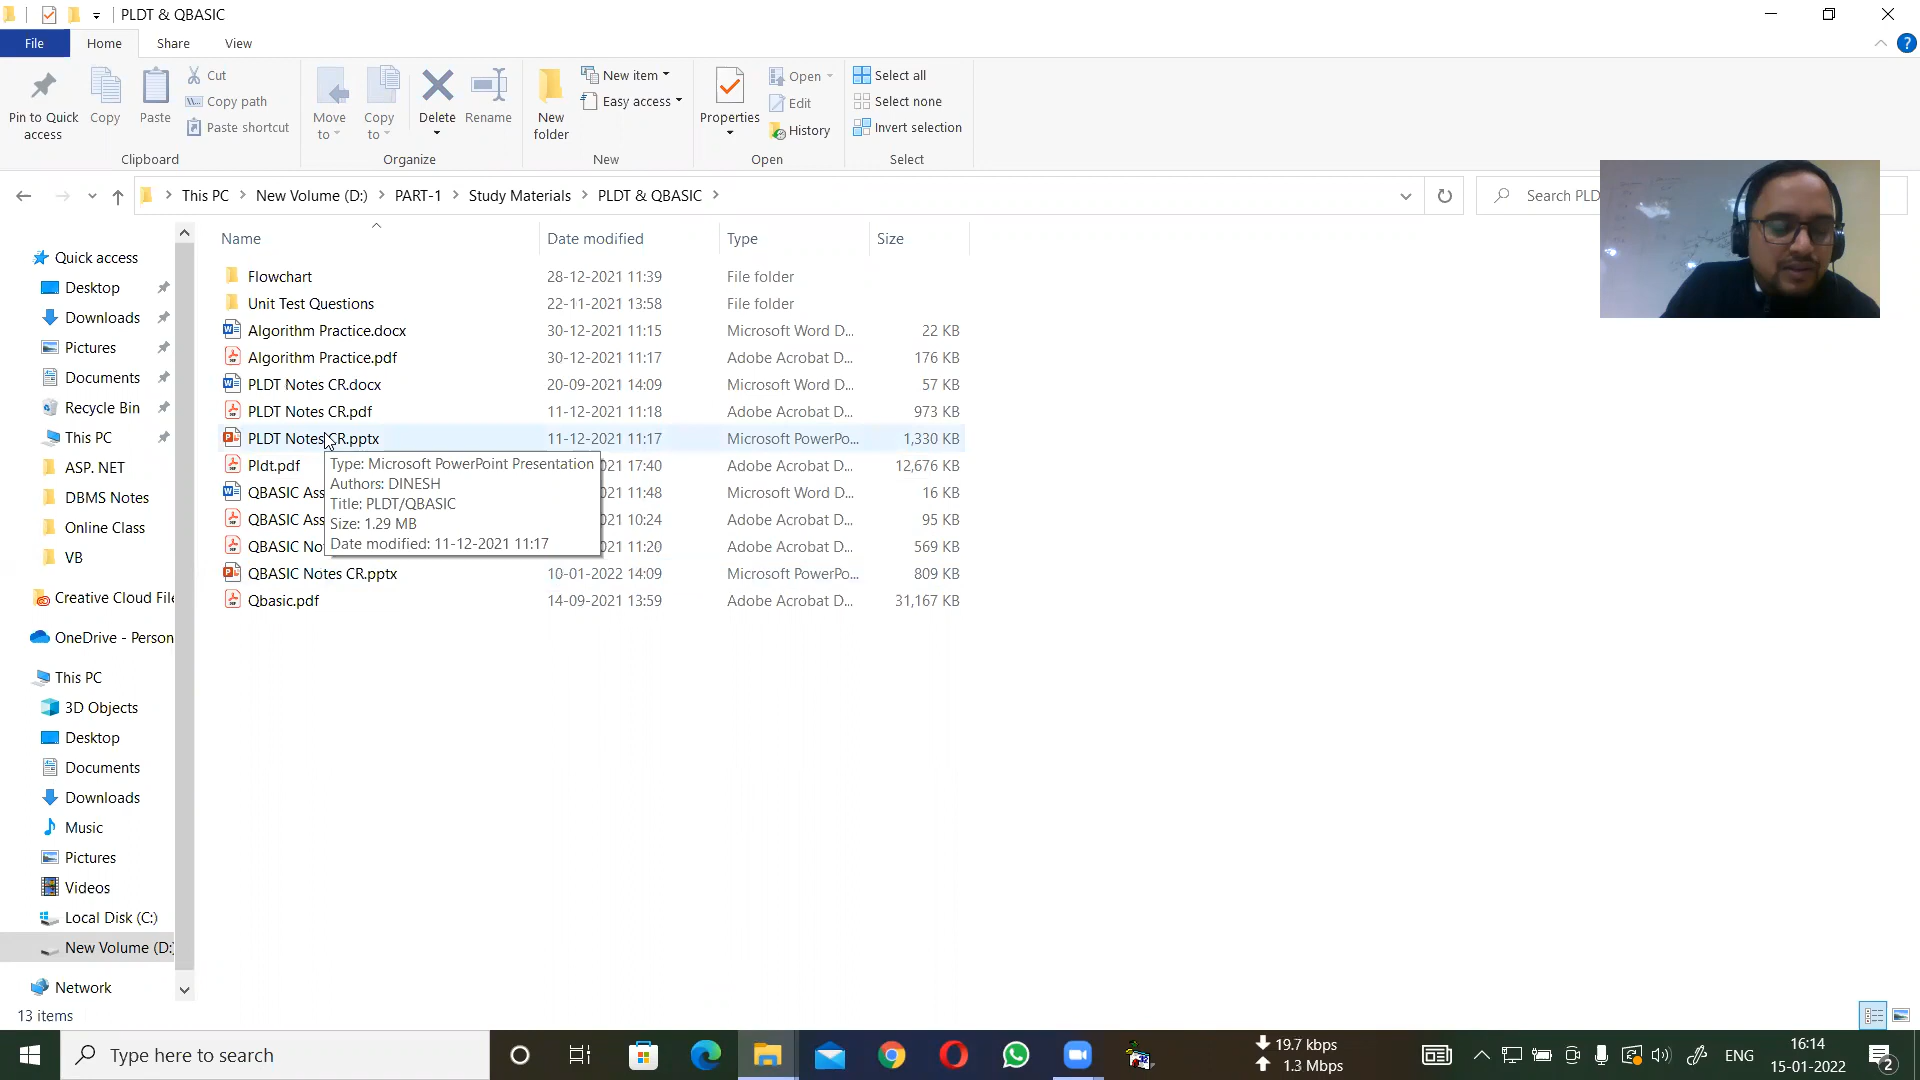 PLDT & QBASIC
File Home Share View
Pin to Quick access
Copy
Paste
Cut
Copy path
Paste shortcut
Clipboard
Move to
Copy to
Delete
Rename
Organize
New folder
New item
Easy access
New
Properties
Open
Edit
History
Open
Select all
Select none
Invert selection
Select
This PC > New Volume (D:) > PART-1 > Study Materials > PLDT & QBASIC >
Search PLD
Name Date modified Type Size
Flowchart 28-12-2021 11:39 File folder
Unit Test Questions 22-11-2021 13:58 File folder
Algorithm Practice.docx 30-12-2021 11:15 Microsoft Word D... 22 KB
Algorithm Practice.pdf 30-12-2021 11:17 Adobe Acrobat D... 176 KB
PLDT Notes CR.docx 20-09-2021 14:09 Microsoft Word D... 57 KB
PLDT Notes CR.pdf 11-12-2021 11:18 Adobe Acrobat D... 973 KB
PLDT Notes CR.pptx 11-12-2021 11:17 Microsoft PowerPo... 1,330 KB
Pldt.pdf 021 17:40 Adobe Acrobat D... 12,676 KB
QBASIC Ass 021 11:48 Microsoft Word D... 16 KB
QBASIC Ass 021 10:24 Adobe Acrobat D... 95 KB
QBASIC No 021 11:20 Adobe Acrobat D... 569 KB
QBASIC Notes CR.pptx 10-01-2022 14:09 Microsoft PowerPo... 809 KB
Qbasic.pdf 14-09-2021 13:59 Adobe Acrobat D... 31,167 KB
Type: Microsoft PowerPoint Presentation
Authors: DINESH
Title: PLDT/QBASIC
Size: 1.29 MB
Date modified: 11-12-2021 11:17
Quick access
Desktop
Downloads
Pictures
Documents
Recycle Bin
This PC
ASP. NET
DBMS Notes
Online Class
VB
Creative Cloud File
OneDrive - Person
This PC
3D Objects
Desktop
Documents
Downloads
Music
Pictures
Videos
Local Disk (C:)
New Volume (D:)
Network
13 items
Type here to search
19.7 kbps
1.3 Mbps
ENG
16:14
15-01-2022
2